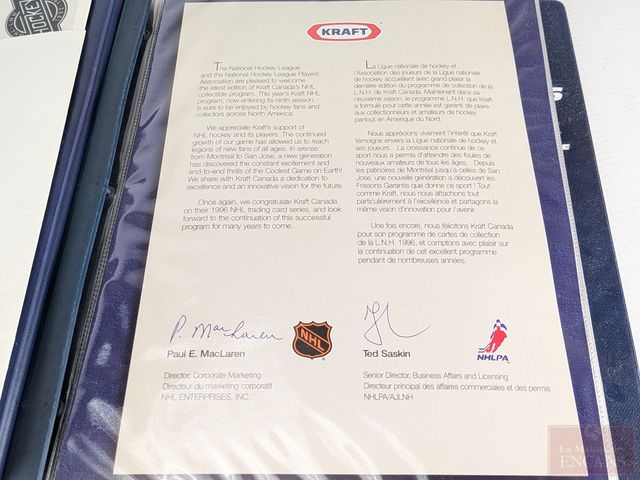 KRAFT
The National Hockey League
and the National Hockey League Players'
Association are pleased to welcome
the latest edition of Kraft Canada's NHL
collectible program. This year's Kraft NHL
program, now entering its ninth season,
is sure to be enjoyed by hockey fans and
collectors across North America.
We appreciate Kraft's support of
NHL hockey and its players. The continued
growth of our game has allowed us to reach
legions of new fans of all ages. In arenas
from Montreal to San Jose, a new generation
has discovered the constant excitement and
end-to-end thrills of the Coolest Game on Earth!
We share with Kraft Canada a dedication to
excellence and an innovative vision for the future.
Once again, we congratulate Kraft Canada
on their 1996 NHL trading card series, and look
forward to the continuation of this successful
program for many years to come.
La Ligue nationale de hockey et
l'Association des joueurs de la Ligue nationale
de hockey accueillent avec grand plaisir la
dernière édition du programme de collection de la
L.N.H. de Kraft Canada. Maintenant dans sa
neuvième saison, le programme L.N.H. que Kraft
a formulé pour cette année est garanti de plaire
aux collectionneurs et amateurs de hockey
partout en Amérique du Nord.
Nous apprécions vivement l'intérêt que Kraft
témoigne envers la Ligue nationale de hockey et
ses joueurs. La croissance continue de ce
sport nous a permis d'atteindre des foules de
nouveaux amateurs de tous les âges. Depuis
les patinoires de Montréal jusqu'à celles de San
Jose, une nouvelle génération a découvert les
Frissons Garantis que donne ce sport ! Tout
comme Kraft, nous nous attachons tout
particulièrement à l'excellence et partagons la
même vision d'innovation pour l'avenir.
Une fois encore, nous félicitons Kraft Canada
pour son programme de cartes de collection
de la L.N.H. 1996, et comptons avec plaisir sur
la continuation de cet excellent programme
pendant de nombreuses années.
P. MacLaren
NHL
NHLPA
Paul E. MacLaren
Director, Corporate Marketing
Directeur du marketing corporatif
NHL ENTERPRISES, INC.
Ted Saskin
Senior Director, Business Affairs and Licensing
Directeur principal des affaires commerciales et des permis
NHLPA/AJLNH
La Maison
ENCANS